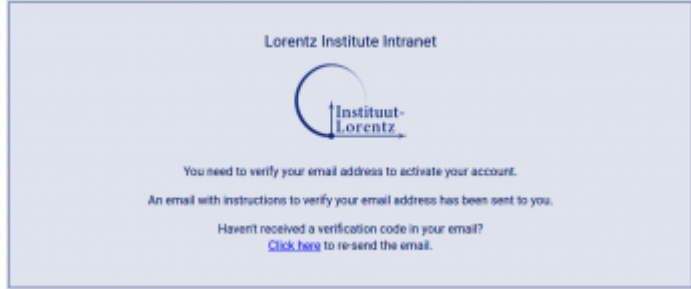 Lorentz Institute Intranet
Instituut-
Lorentz
You need to verify your email address to activate your account.
An email with instructions to verify your email address has been sent to you.
Haven't received a verification code in your email?
Click here to re-send the email.